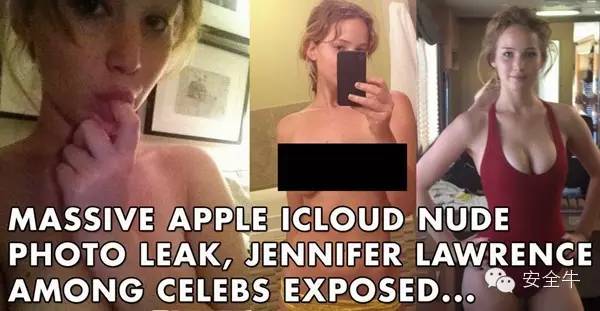 MASSIVE APPLE ICLOUD NUDE
PHOTO LEAK, JENNIFER LAWRENCE
AMONG CELEBS EXPOSED...
安全牛